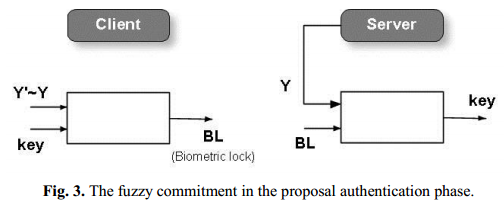 Client
Server
Y'~Y
key
BL
(Biometric lock)
Y
BL
key
Fig. 3. The fuzzy commitment in the proposal authentication phase.